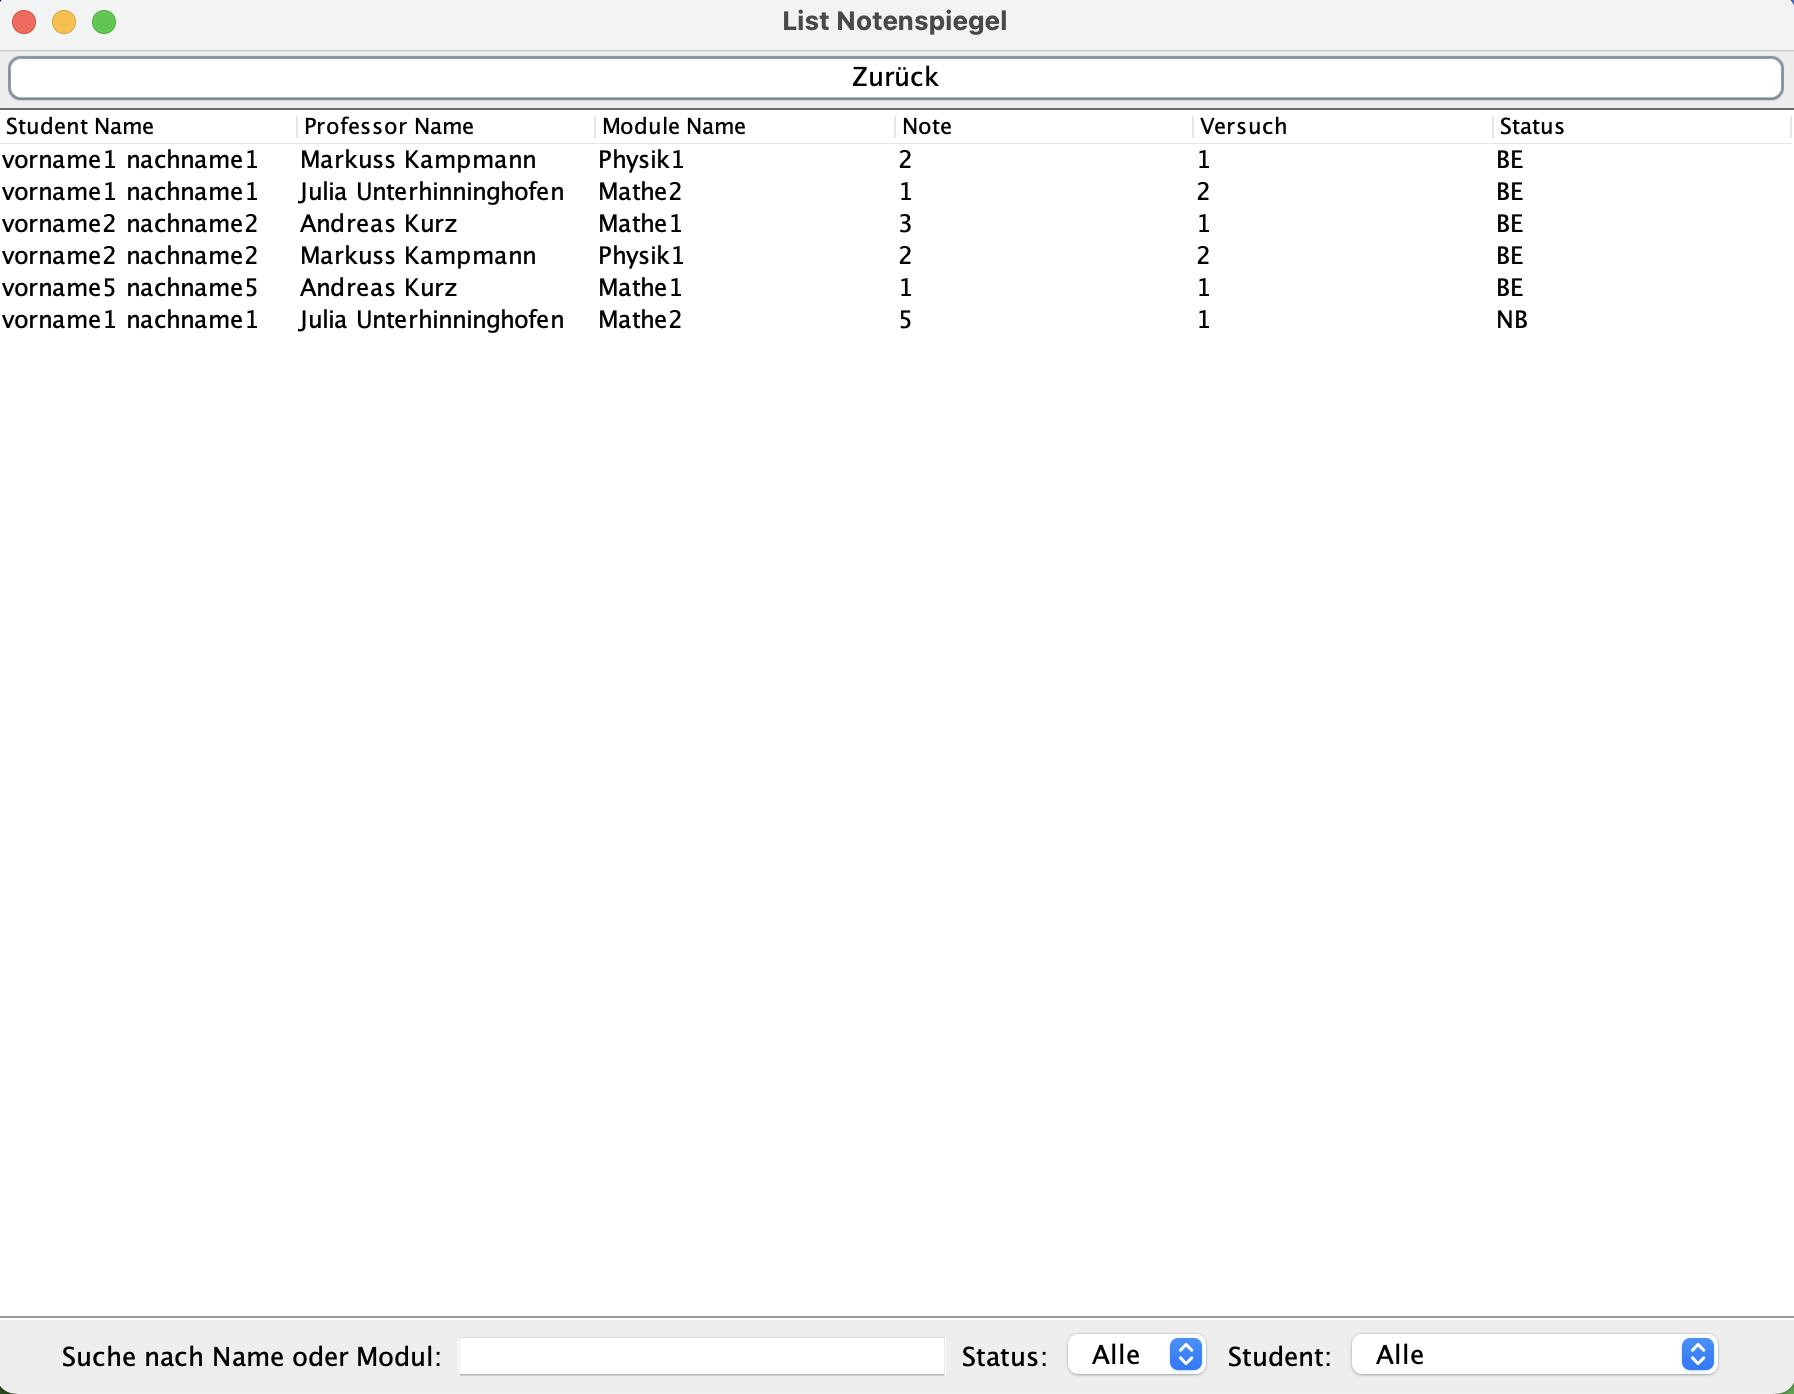 List Notenspiegel
Zurück
Student Name Professor Name Module Name Note Versuch Status
vorname1 nachname1 Markuss Kampmann Physik1 2 1 BE
vorname1 nachname1 Julia Unterhinninghofen Mathe2 1 2 BE
vorname2 nachname2 Andreas Kurz Mathe1 3 1 BE
vorname2 nachname2 Markuss Kampmann Physik1 2 2 BE
vorname5 nachname5 Andreas Kurz Mathe1 1 1 BE
vorname1 nachname1 Julia Unterhinninghofen Mathe2 5 1 NB
Suche nach Name oder Modul: Status: Alle Student: Alle